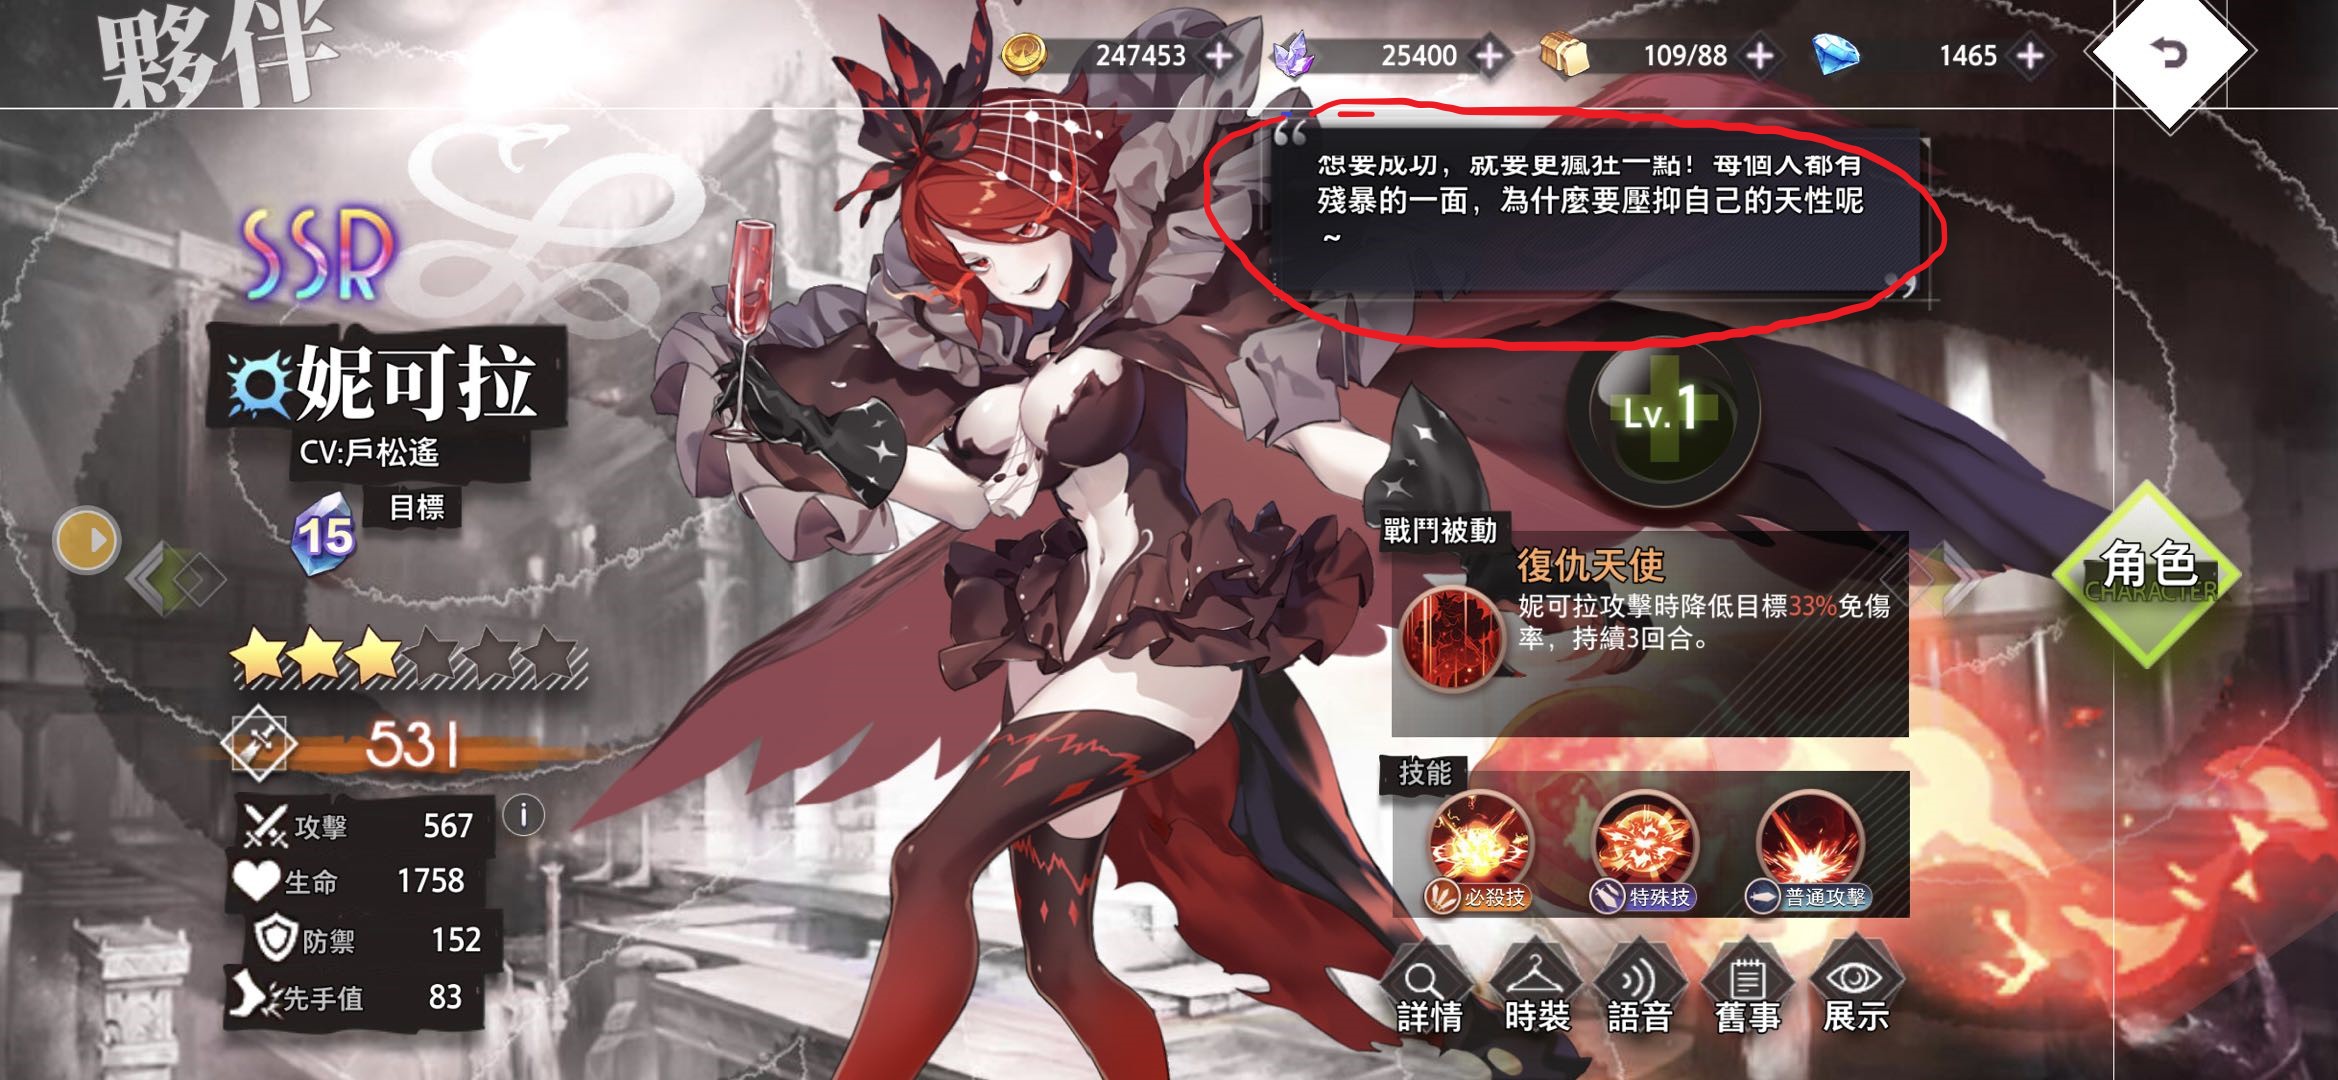 夥伴
247453
25400
109/88
1465
想要成功，就要更瘋狂一點！每個人都有
殘暴的一面，為什麼要壓抑自己的天性呢
~
SSR
妮可拉
CV:戶松遙
15
目標
531
攻擊 567
生命 1758
防禦 152
先手值 83
Lv.1
戰鬥被動
復仇天使
妮可拉攻擊時降低目標33%免傷
率，持續3回合。
技能
必殺技
特殊技
普通攻擊
詳情
時裝
語音
舊事
展示
角色
CHARACTER